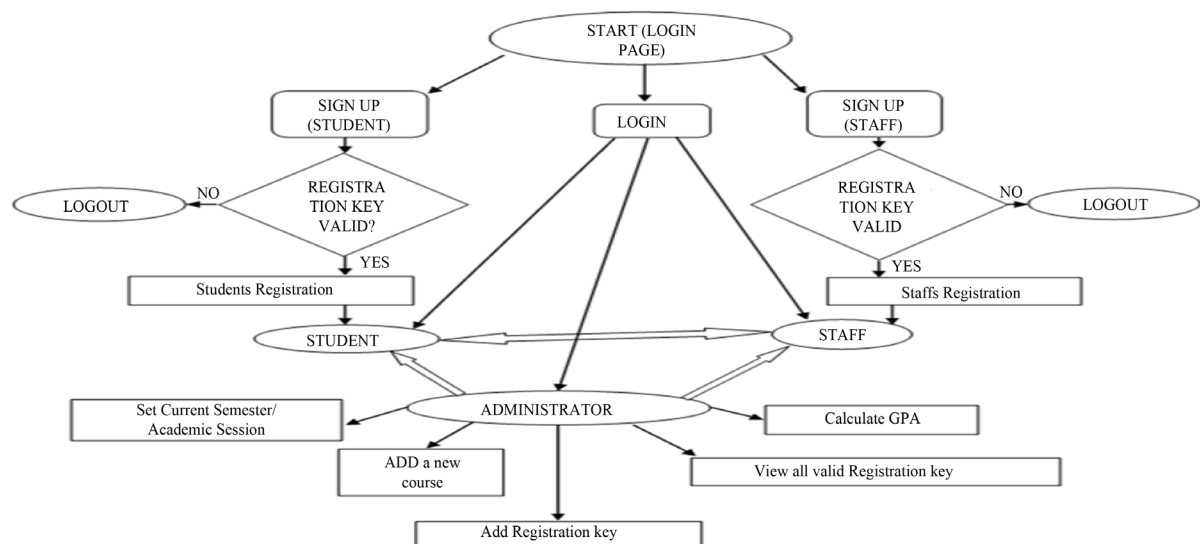 START (LOGIN
PAGE)
SIGN UP
(STUDENT)
LOGIN
SIGN UP
(STAFF)
REGISTRA
TION KEY
VALID?
NO
LOGOUT
REGISTRA
TION KEY
VALID
NO
LOGOUT
YES
YES
Students Registration
Staffs Registration
STUDENT
STAFF
ADMINISTRATOR
Set Current Semester/
Academic Session
Calculate GPA
ADD a new
course
View all valid Registration key
Add Registration key